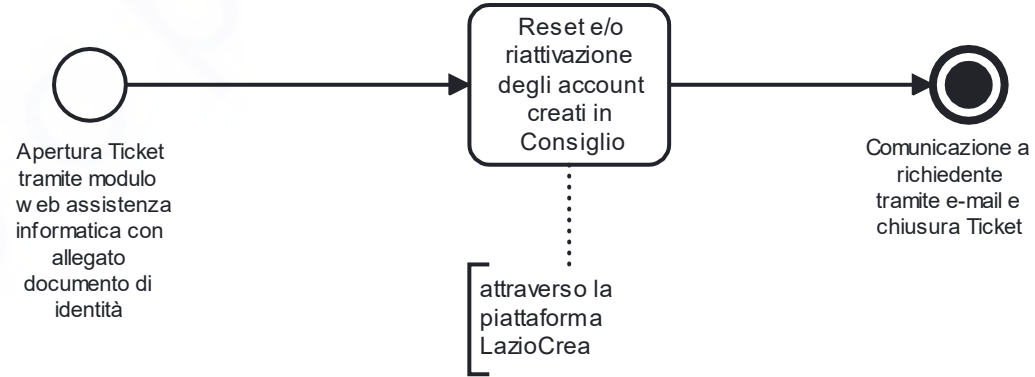 Apertura Ticket
tramite modulo
web assistenza
informatica con
allegato
documento di
identità
Reset e/o
riattivazione
degli account
creati in
Consiglio
attraverso la
piattaforma
LazioCrea
Comunicazione a
richiedente
tramite e-mail e
chiusura Ticket